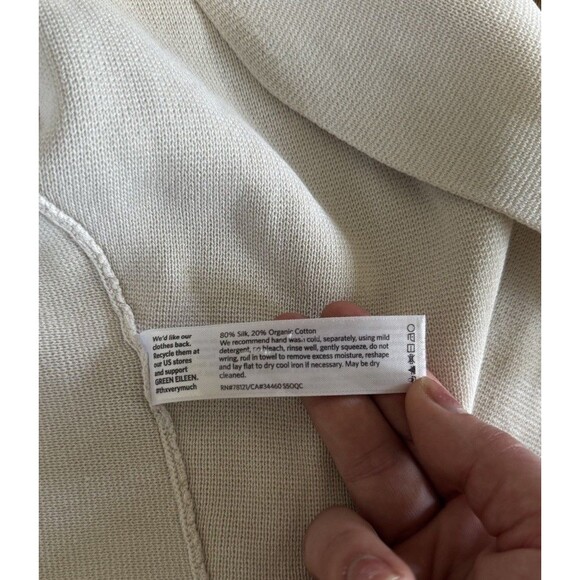 We'd like our
clothes back.
Recycle them at
our US stores
and support
GREEN EILEEN.
#thxverymuch
80% Silk, 20% Organic Cotton
We recommend hand wash cold, separately, using mild
detergent, no bleach, rinse well, gently squeeze, do not
wring, roll in towel to remove excess moisture, reshape
and lay flat to dry cool iron if necessary. May be dry
cleaned.
RN#78121/CA#34460 SSOQC